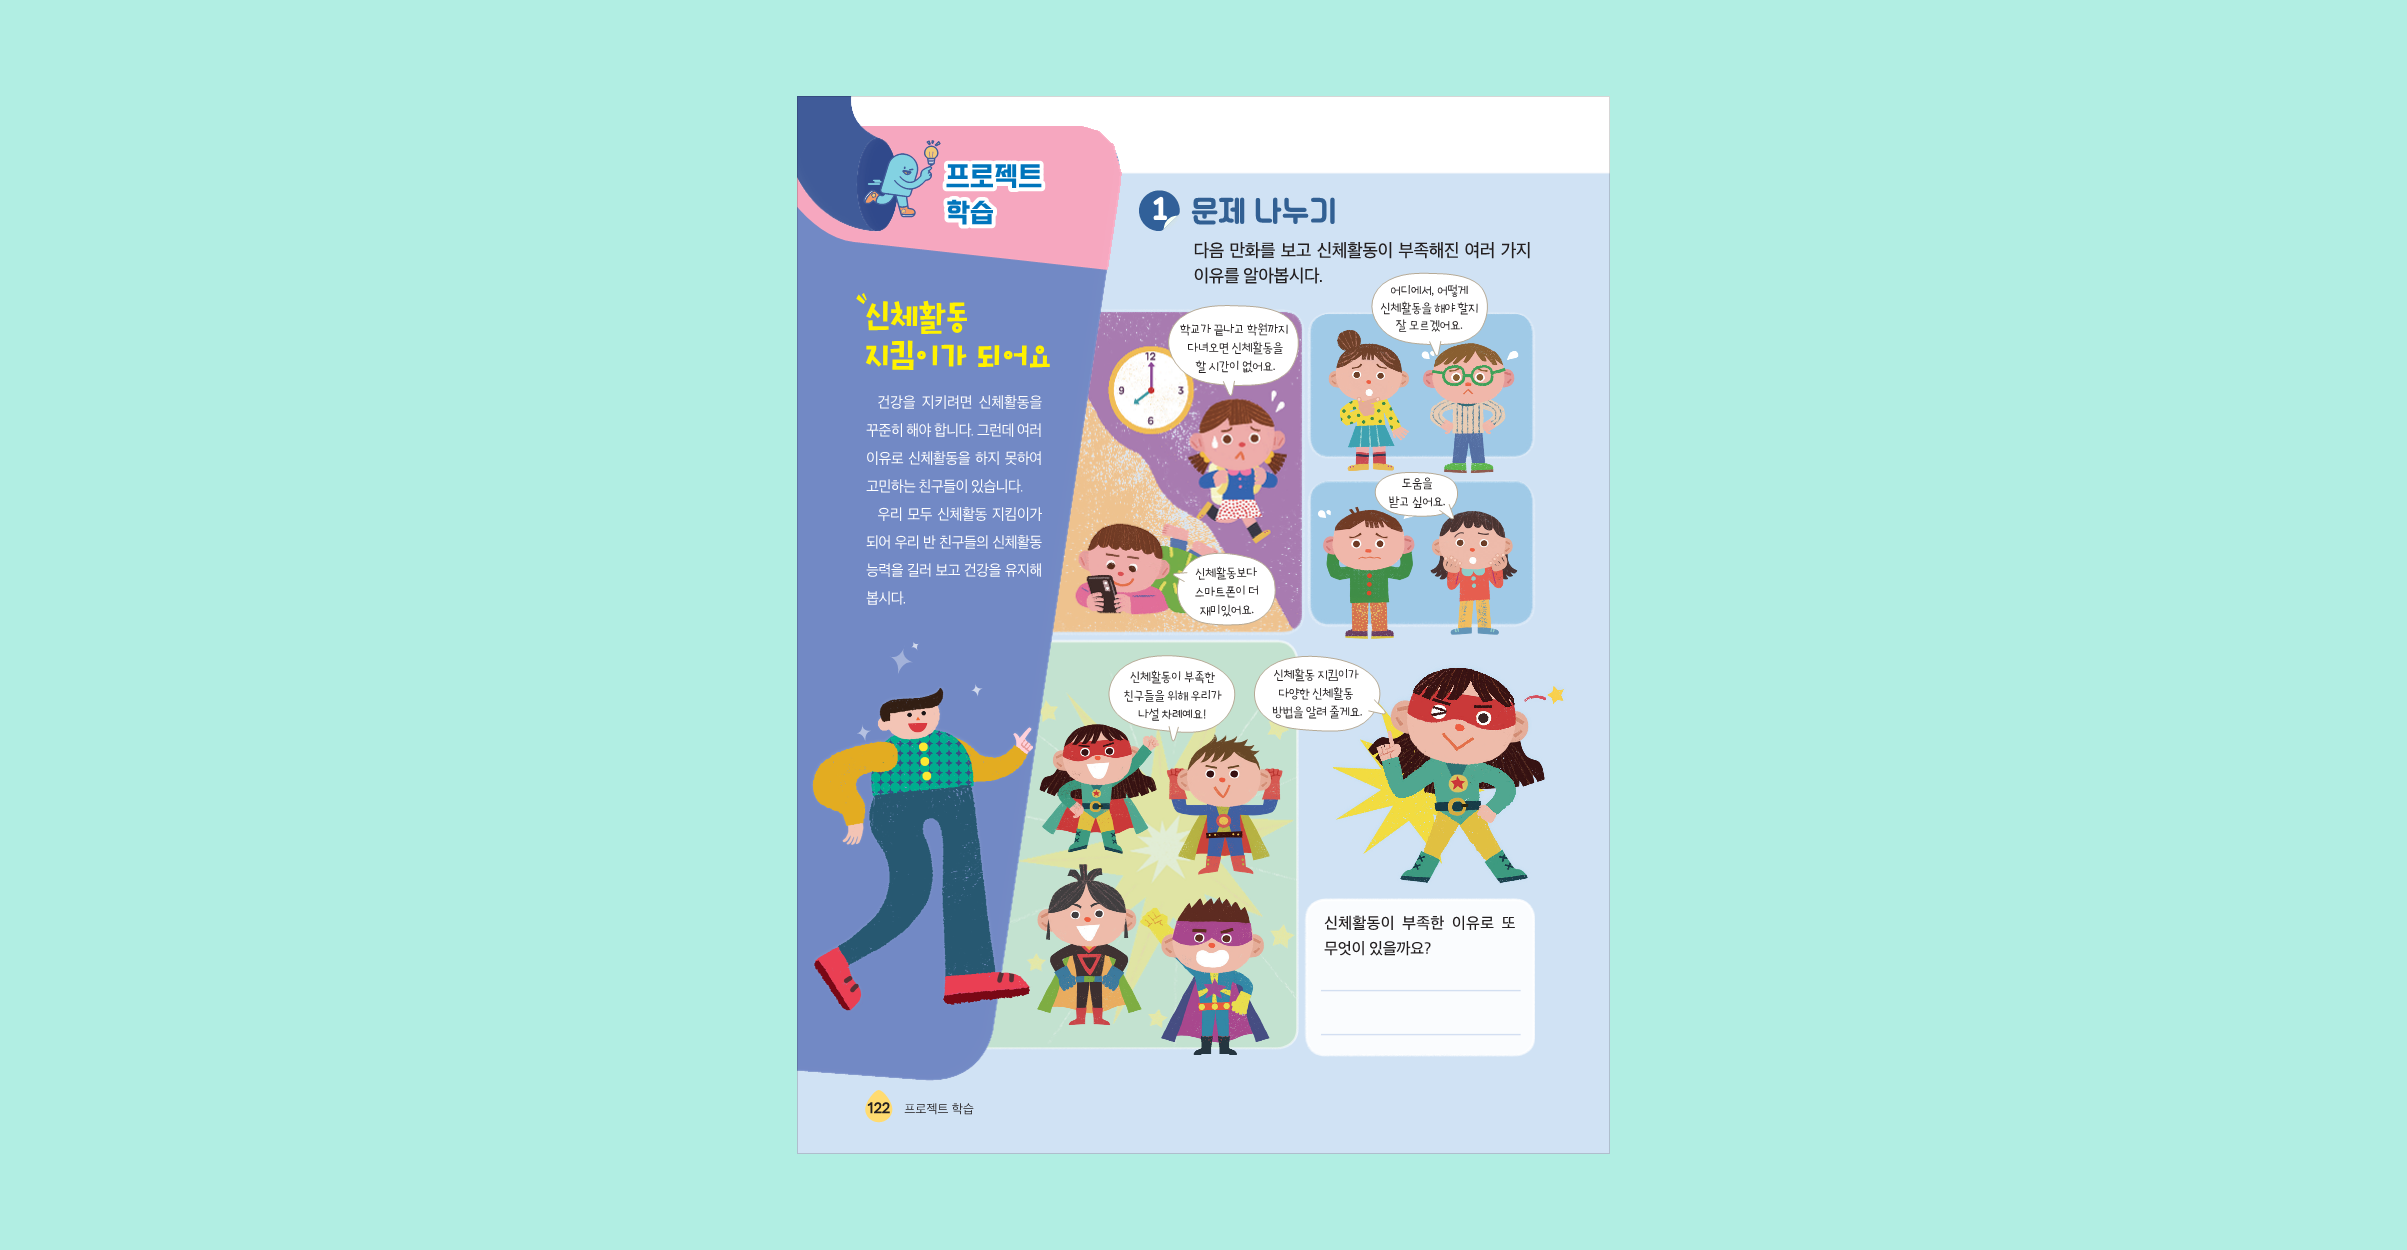 프로젝트
학습
신체활동
지킴이가 되어요
건강을 지키려면 신체활동을
꾸준히 해야 합니다. 그런데 여러
이유로 신체활동을 하지 못하여
고민하는 친구들이 있습니다.
우리 모두 신체활동 지킴이가
되어 우리 반 친구들의 신체활동
능력을 길러 보고 건강을 유지해
봅시다.
1 문제 나누기
다음 만화를 보고 신체활동이 부족해진 여러 가지
이유를 알아봅시다.
12
3
6
9
학교가 끝나고 학원까지
다녀오면 신체활동을
할 시간이 없어요.
신체활동보다
스마트폰이 더
재미있어요.
어디에서, 어떻게
신체활동을 해야 할지
잘 모르겠어요.
도움을
받고 싶어요.
신체활동이 부족한
친구들을 위해 우리가
나설 차례예요!
신체활동 지킴이가
다양한 신체활동
방법을 알려 줄게요.
신체활동이 부족한 이유로 또
무엇이 있을까요?
122 프로젝트 학습